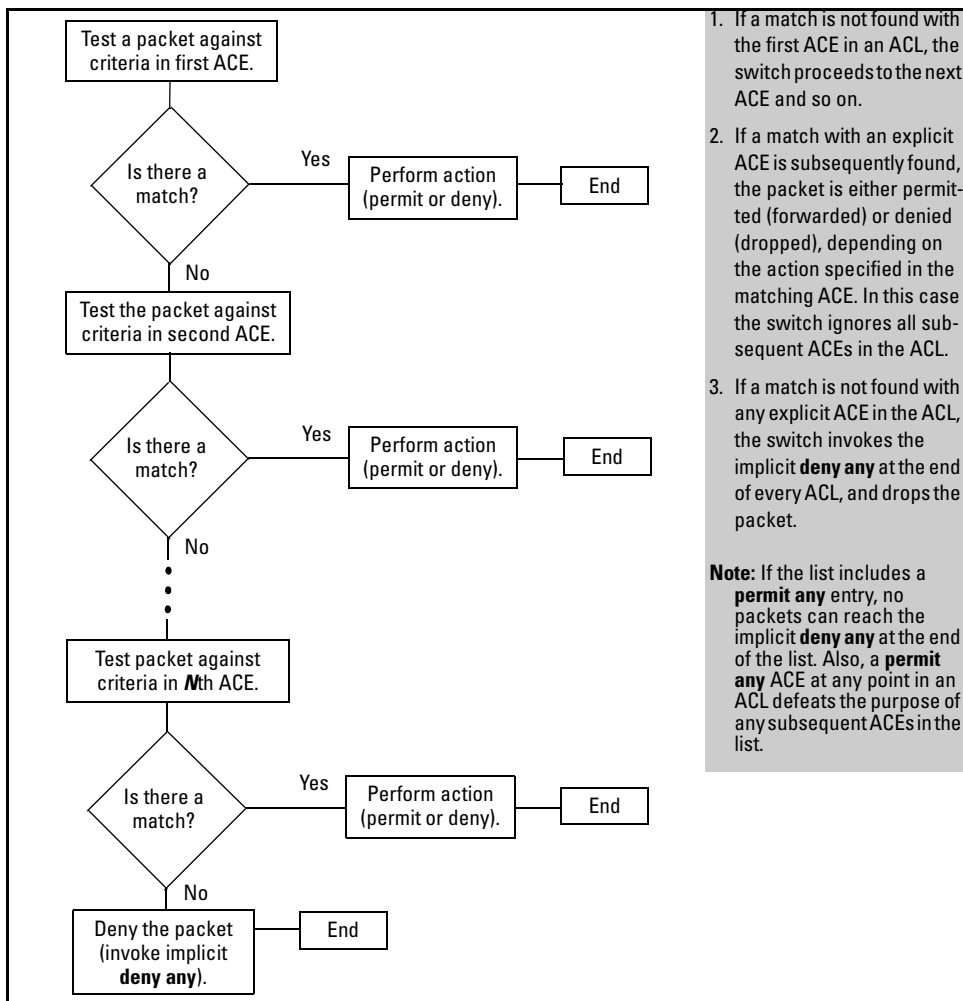 Test a packet against
criteria in first ACE.
Is there a
match?
Yes
Perform action
(permit or deny).
End
No
Test the packet against
criteria in second ACE.
Is there a
match?
Yes
Perform action
(permit or deny).
End
No
Test packet against
criteria in Nth ACE.
Is there a
match?
Yes
Perform action
(permit or deny).
End
No
Deny the packet
(invoke implicit
deny any).
End
1. If a match is not found with
the first ACE in an ACL, the
switch proceeds to the next
ACE and so on.
2. If a match with an explicit
ACE is subsequently found,
the packet is either permit-
ted (forwarded) or denied
(dropped), depending on
the action specified in the
matching ACE. In this case
the switch ignores all sub-
sequent ACEs in the ACL.
3. If a match is not found with
any explicit ACE in the ACL,
the switch invokes the
implicit deny any at the end
of every ACL, and drops the
packet.
Note: If the list includes a
permit any entry, no
packets can reach the
implicit deny any at the end
of the list. Also, a permit
any ACE at any point in an
ACL defeats the purpose of
any subsequent ACEs in the
list.